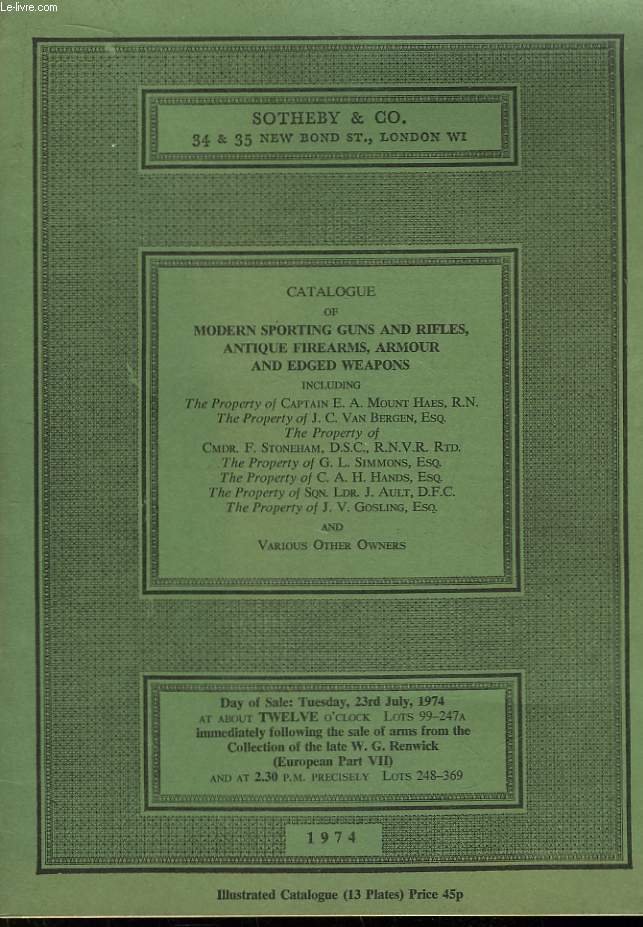 Le-livre.com
SOTHEBY & CO.
34 & 35 NEW BOND ST., LONDON W1
CATALOGUE
OF
MODERN SPORTING GUNS AND RIFLES,
ANTIQUE FIREARMS, ARMOUR
AND EDGED WEAPONS
INCLUDING
The Property of CAPTAIN E. A. MOUNT HAES, R.N.
The Property of J. C. VAN BERGEN, ESQ.
The Property of
CMDR. F. STONEHAM, D.S.C., R.N.V.R. RTD.
The Property of G. L. SIMMONS, ESQ.
The Property of C. A. H. HANDS, ESQ.
The Property of SQN. LDR. J. AULT, D.F.C.
The Property of J. V. GOSLING, ESQ.
AND
VARIOUS OTHER OWNERS
Day of Sale: Tuesday, 23rd July, 1974
AT ABOUT TWELVE O'CLOCK LOTS 99–247A
immediately following the sale of arms from the
Collection of the late W. G. Renwick
(European Part VII)
AND AT 2.30 P.M. PRECISELY LOTS 248–369
1974
Illustrated Catalogue (13 Plates) Price 45p